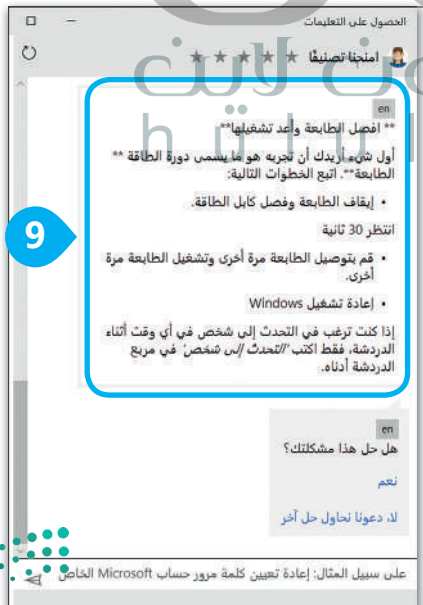 الحصول على التعليمات
امنحنا تصنيفًا
en
** افصل الطابعة وأعد تشغيلها**
أول شيء أريدك أن تجربه هو ما يسمى دورة الطاقة **
الطابعة**. اتبع الخطوات التالية:
• إيقاف الطابعة وفصل كابل الطاقة.
انتظر 30 ثانية
• قم بتوصيل الطابعة مرة أخرى وتشغيل الطابعة مرة
أخرى.
• إعادة تشغيل Windows
إذا كنت ترغب في التحدث إلى شخص في أي وقت أثناء
الدردشة، فقط اكتب 'التحدث إلى شخص' في مربع
الدردشة أدناه.
9
en
هل حل هذا مشكلتك؟
نعم
لا، دعونا نحاول حل آخر
على سبيل المثال: إعادة تعيين كلمة مرور حساب Microsoft الخاص